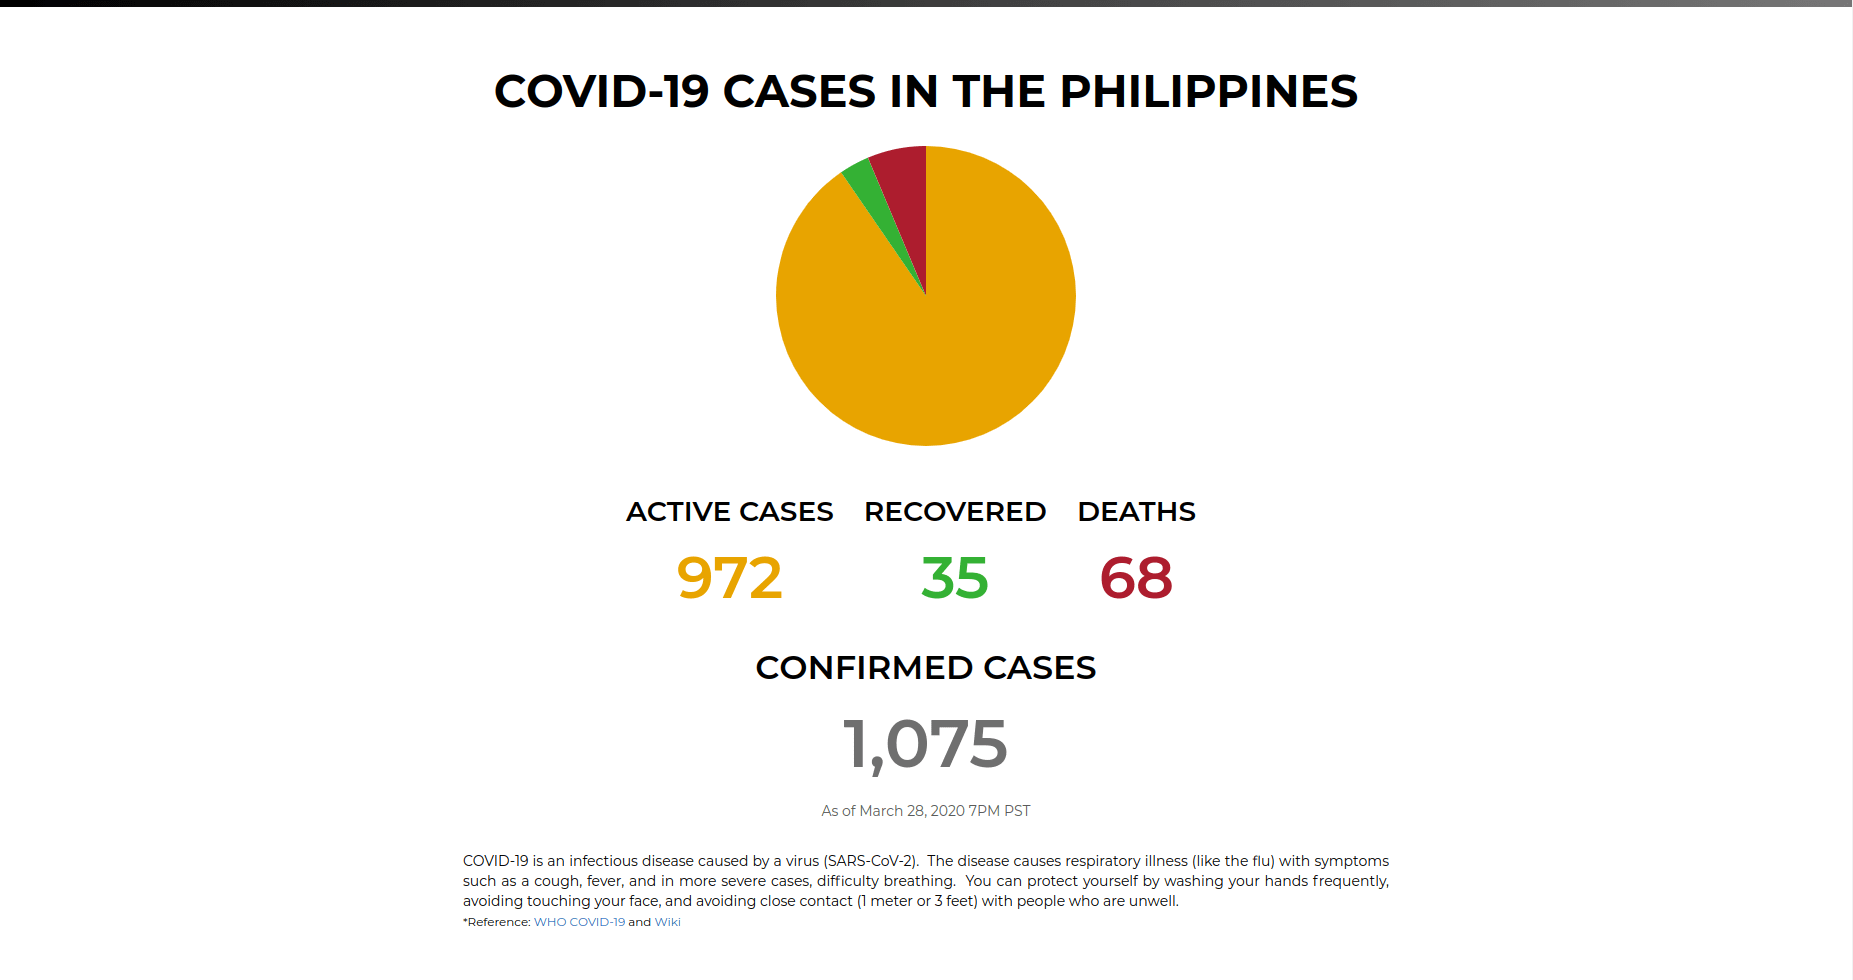 COVID-19 CASES IN THE PHILIPPINES
ACTIVE CASES RECOVERED DEATHS
972 35 68
CONFIRMED CASES
1,075
As of March 28, 2020 7PM PST
COVID-19 is an infectious disease caused by a virus (SARS-CoV-2).  The disease causes respiratory illness (like the flu) with symptoms
such as a cough, fever, and in more severe cases, difficulty breathing.  You can protect yourself by washing your hands frequently,
avoiding touching your face, and avoiding close contact (1 meter or 3 feet) with people who are unwell.
*Reference: WHO COVID-19 and Wiki